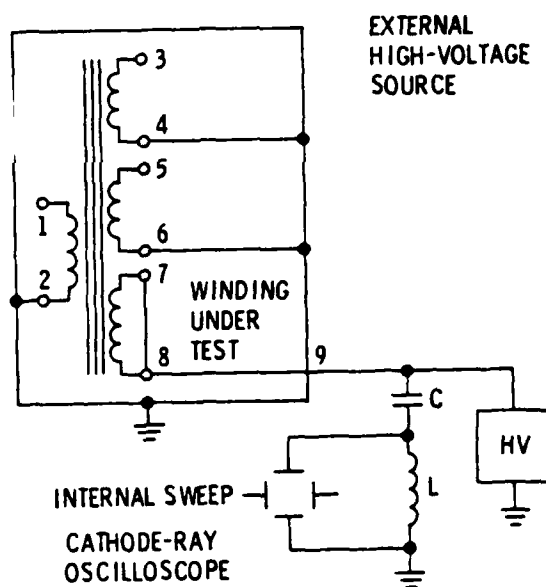 EXTERNAL
HIGH-VOLTAGE
SOURCE
3
4
5
1
6
2
7
WINDING
UNDER
TEST
8
9
C
HV
L
INTERNAL SWEEP
CATHODE-RAY
OSCILLOSCOPE